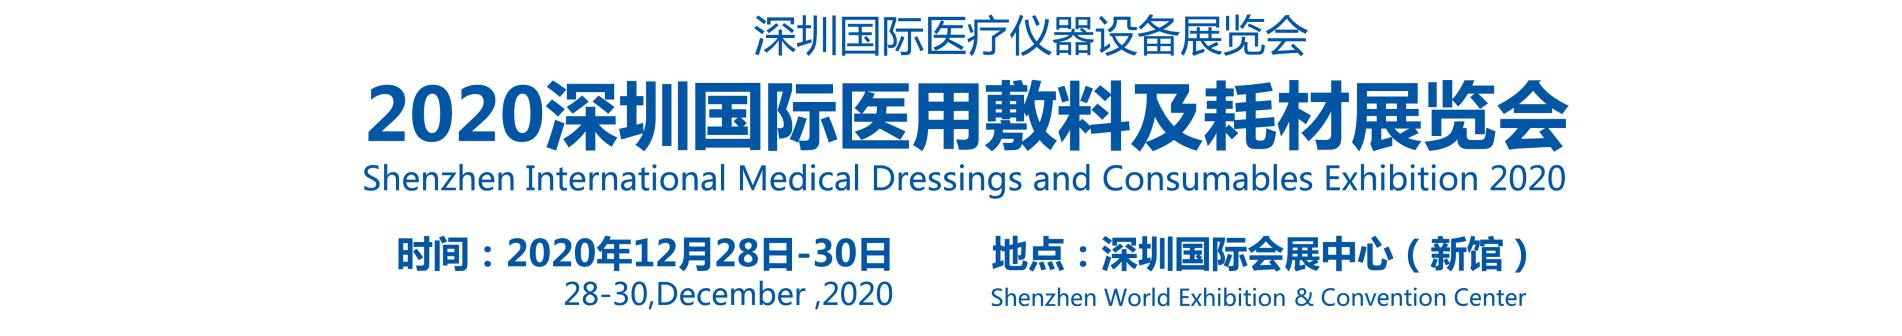 深圳国际医疗仪器设备展览会
2020深圳国际医用敷料及耗材展览会
Shenzhen International Medical Dressings and Consumables Exhibition 2020
时间：2020年12月28日-30日
28-30,December ,2020
地点：深圳国际会展中心（新馆）
Shenzhen World Exhibition & Convention Center